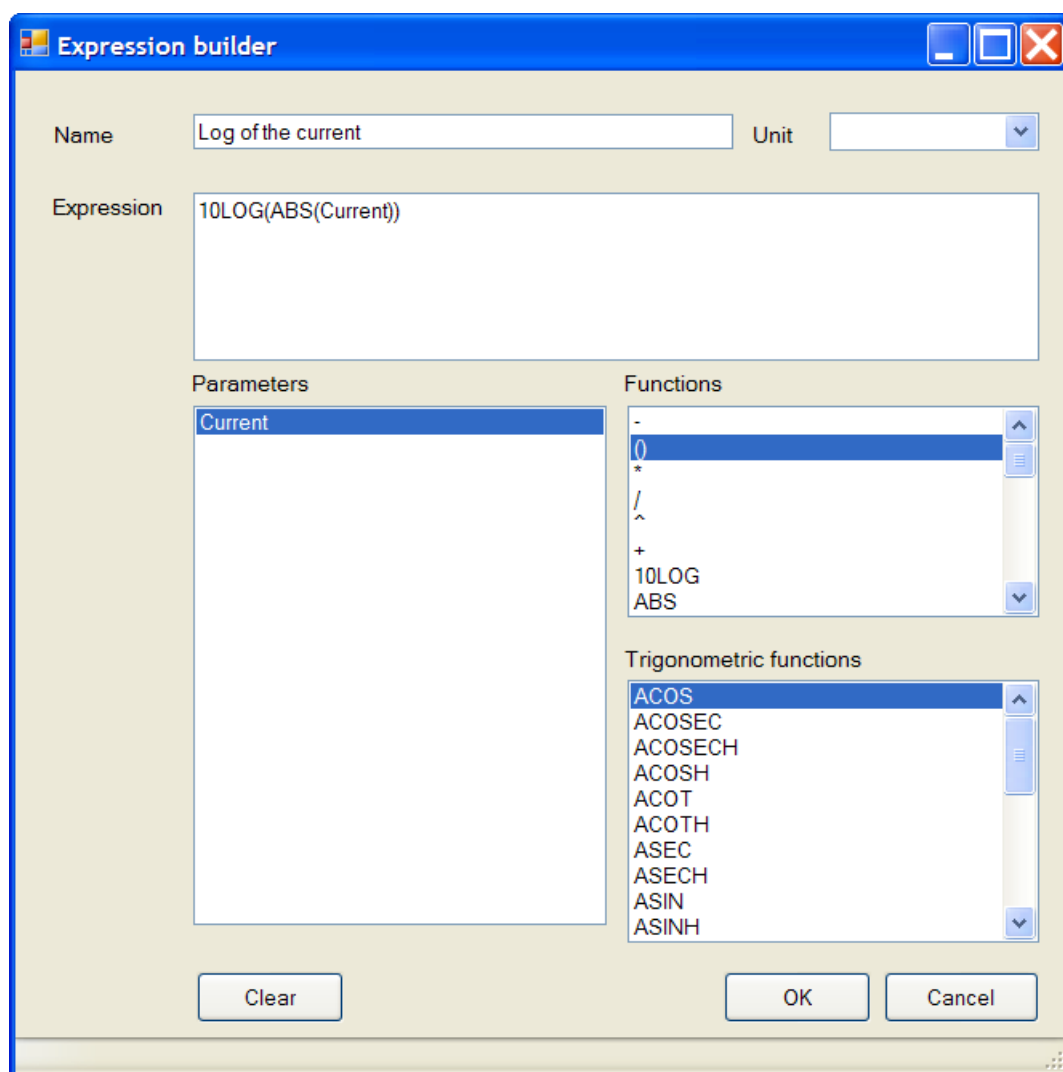 Expression builder
Name Log of the current Unit
Expression 10LOG(ABS(Current))
Parameters Functions
Current
-
()
*
/
^
+
10LOG
ABS
Trigonometric functions
ACOS
ACOSEC
ACOSECH
ACOSH
ACOT
ACOTH
ASEC
ASECH
ASIN
ASINH
Clear OK Cancel